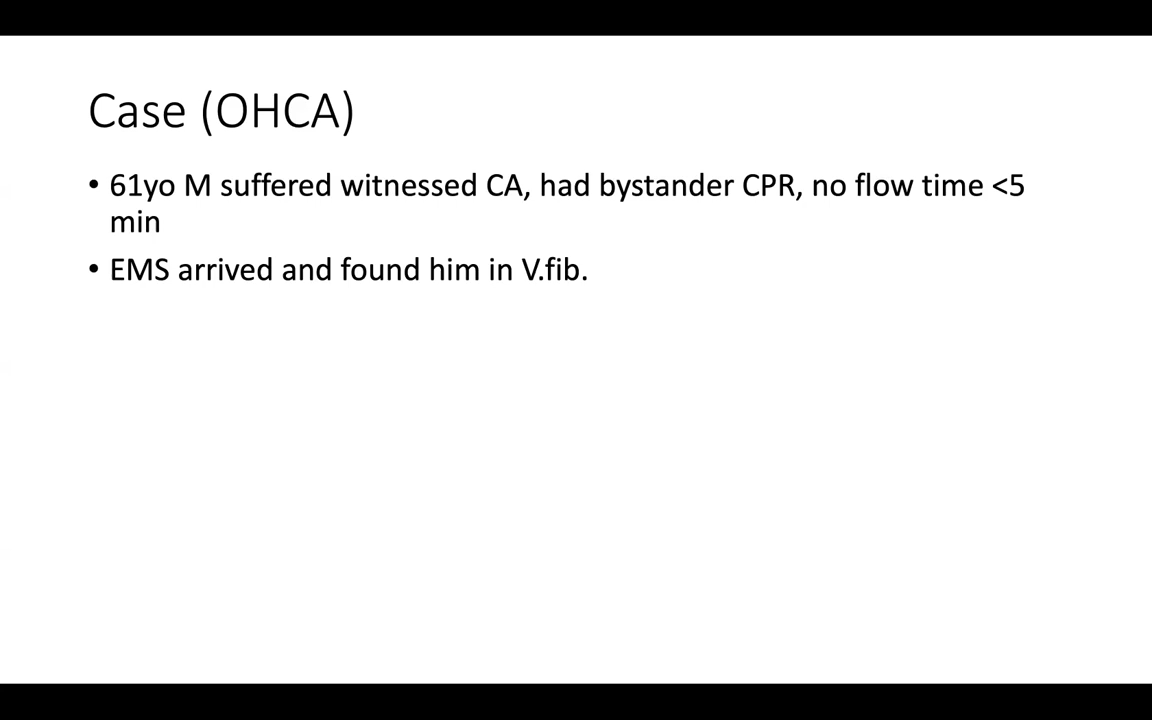 Case (OHCA)
• 61yo M suffered witnessed CA, had bystander CPR, no flow time <5
min
• EMS arrived and found him in V.fib.